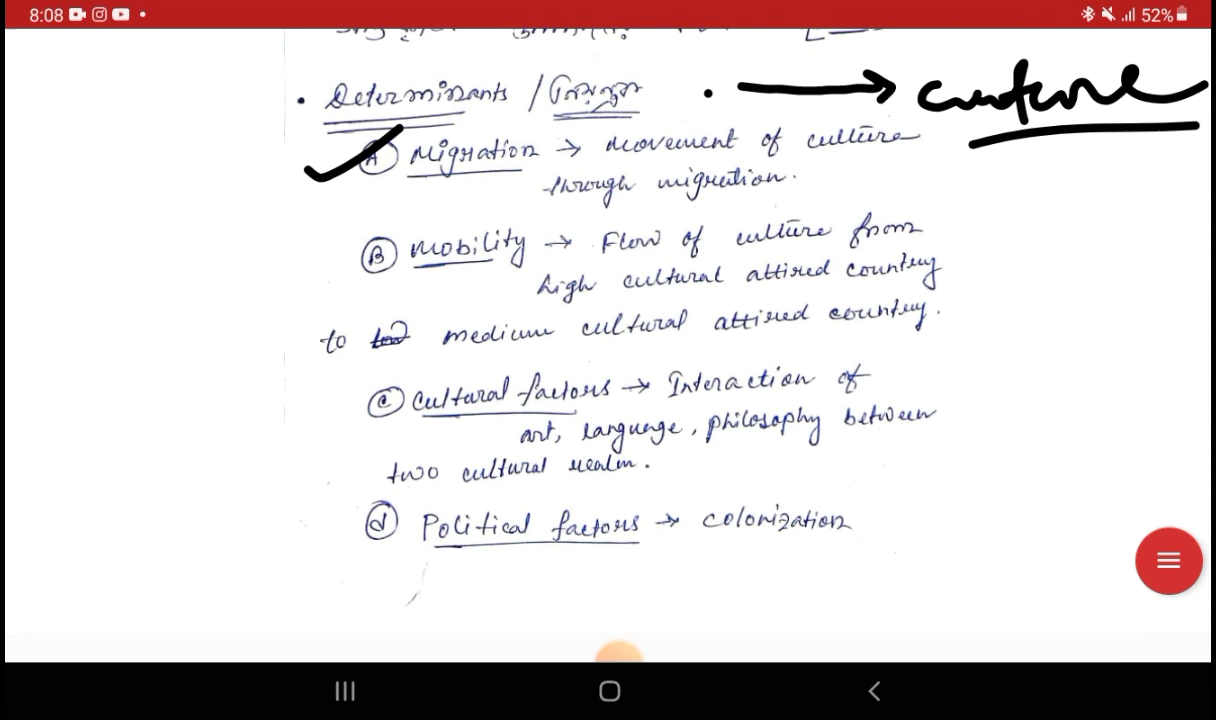 8:08
52%
• Determinants / নিয়ন্ত্রক • → culture
A Migration → Movement of culture
through migration.
B Mobility → Flow of culture from
high cultural attired country
to medium cultural attired country.
C Cultural factors → Interaction of
art, language, philosophy between
two cultural realm.
d Political factors → colonization